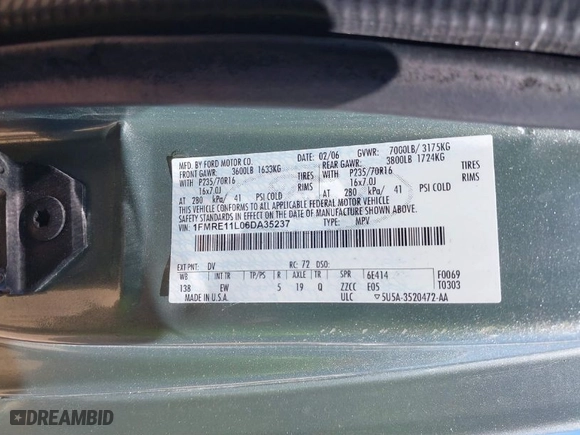 MFD. BY FORD MOTOR CO.
DATE: 02/06 GVWR: 7000LB/ 3175KG
FRONT GAWR: 3600LB 1633KG
REAR GAWR: 3800LB 1724KG
WITH P235/70R16 TIRES
WITH P235/70R16 TIRES
16x7.0J RIMS
16x7.0J RIMS
AT 280 kPa/ 41 PSI COLD
AT 280 kPa/ 41 PSI COLD
THIS VEHICLE CONFORMS TO ALL APPLICABLE FEDERAL MOTOR VEHICLE
SAFETY STANDARDS IN EFFECT ON THE DATE OF MANUFACTURE SHOWN ABOVE.
VIN: 1FMRE11L06DA35237
TYPE: MPV
EXT PNT: DV RC: 72 DSO:
WB INT TR TP/PS R AXLE TR SPR 6E414 F0069
138 EW 5 19 Q ZZCC E05 T0303
MADE IN U.S.A. ULC 5U5A-3520472-AA
DREAMBID